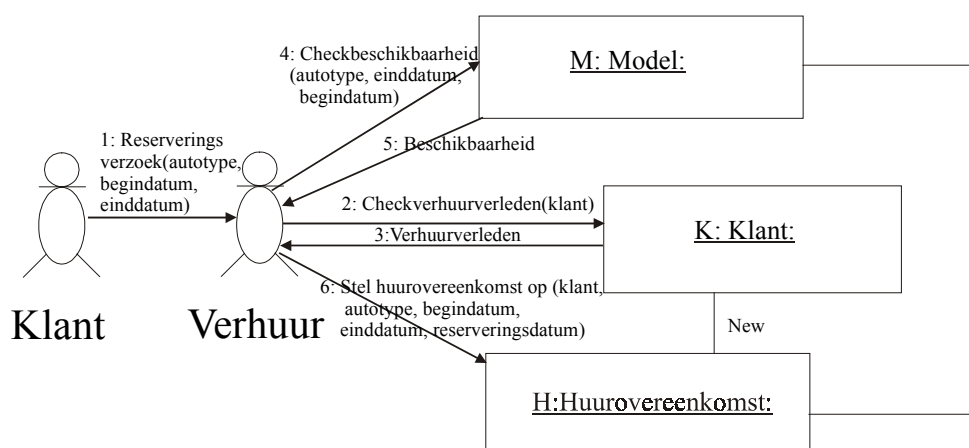 4: Checkbeschikbaarheid
(autotype, einddatum,
begindatum)
M: Model:
1: Reserverings
verzoek(autotype,
begindatum,
einddatum)
5: Beschikbaarheid
2: Checkverhuurverleden(klant)
3:Verhuurverleden
K: Klant:
Klant
Verhuur
6: Stel huurovereenkomst op (klant,
autotype, begindatum,
einddatum, reserveringsdatum)
New
H:Huurovereenkomst: